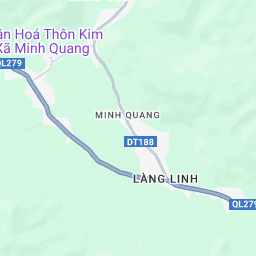 ăn Hoá Thôn Kim
Xã Minh Quang
QL279
MINH QUANG
DT188
LÀNG LINH
QL279